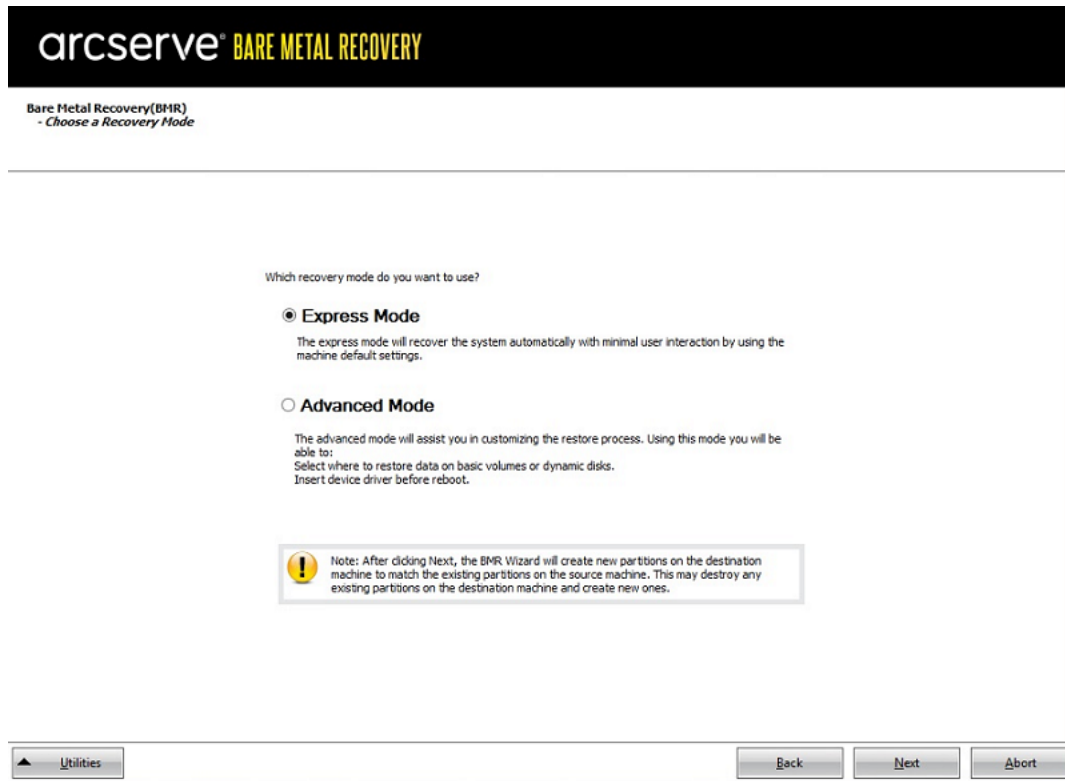 arcserve® BARE METAL RECOVERY
Bare Metal Recovery(BMR)
- Choose a Recovery Mode
Which recovery mode do you want to use?
Express Mode
The express mode will recover the system automatically with minimal user interaction by using the
machine default settings.
Advanced Mode
The advanced mode will assist you in customizing the restore process. Using this mode you will be
able to:
Select where to restore data on basic volumes or dynamic disks.
Insert device driver before reboot.
Note: After clicking Next, the BMR Wizard will create new partitions on the destination
machine to match the existing partitions on the source machine. This may destroy any
existing partitions on the destination machine and create new ones.
Utilities
Back
Next
Abort